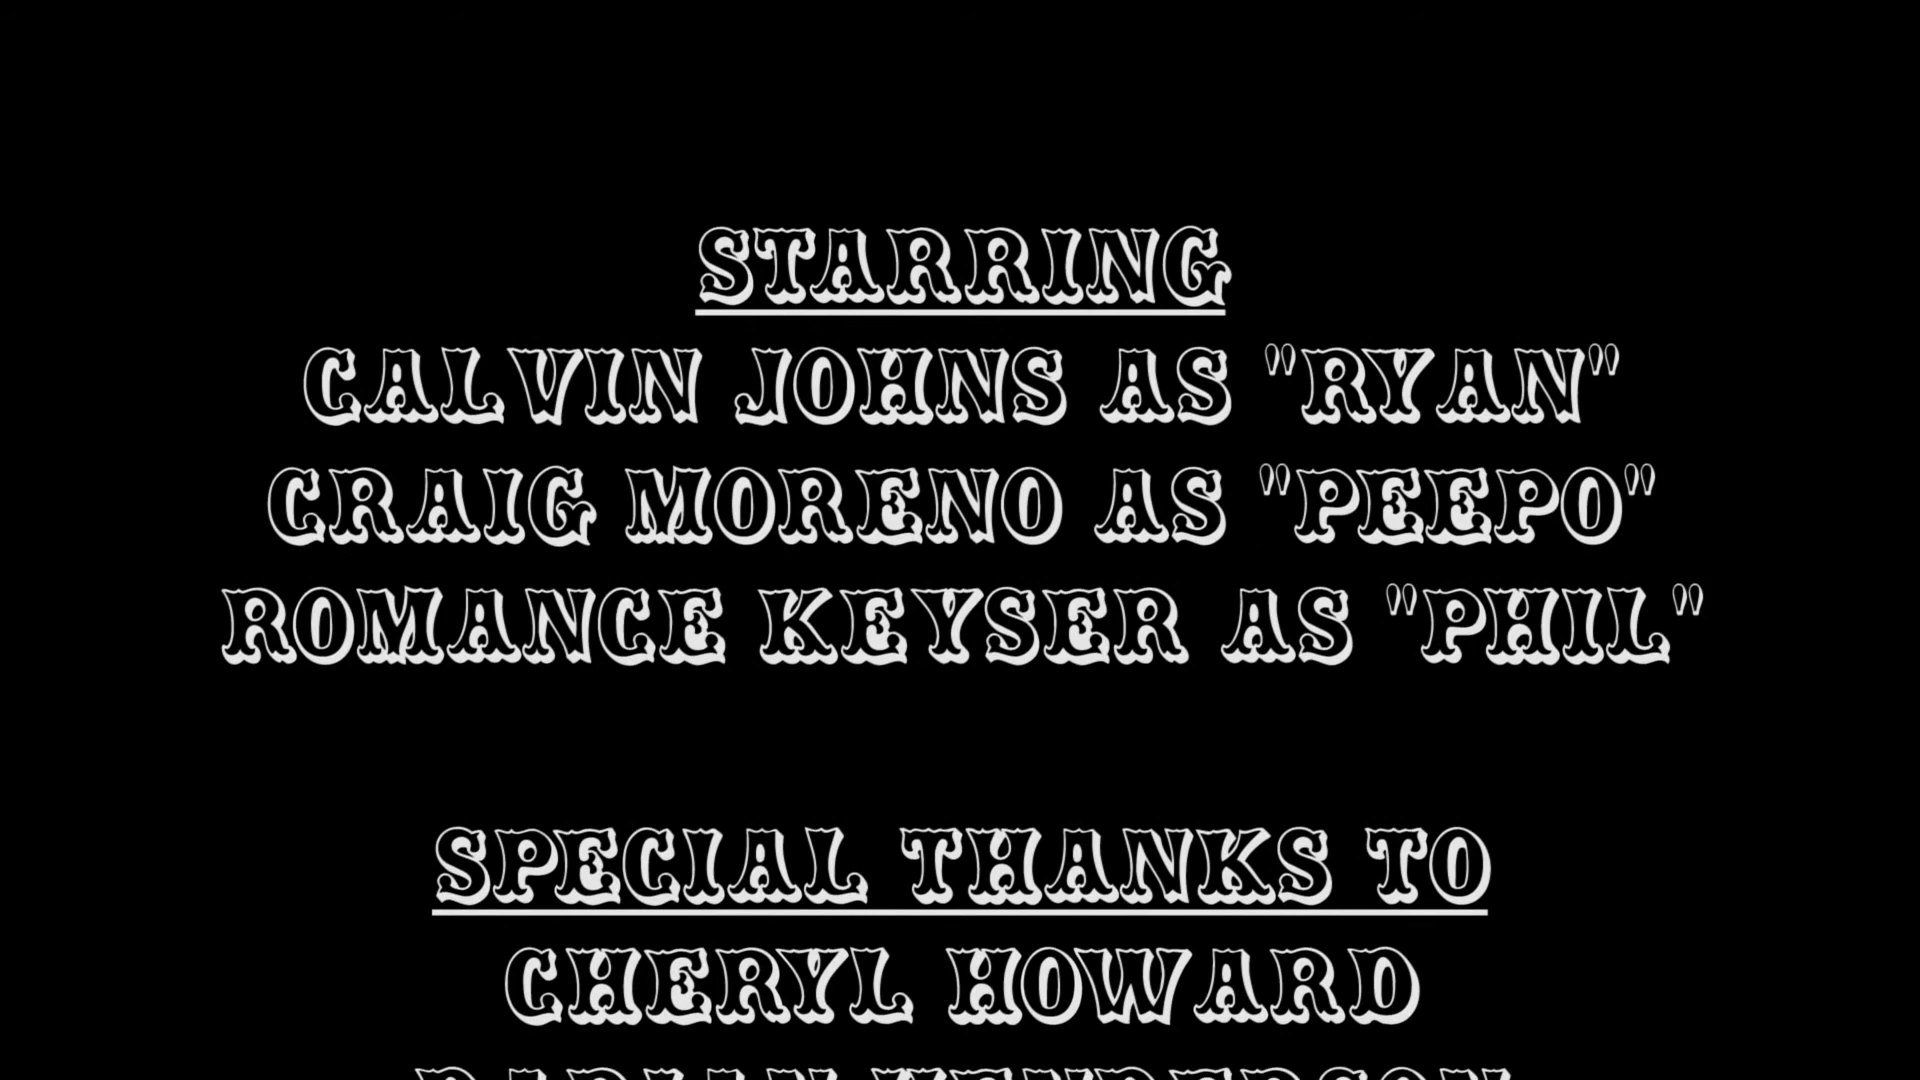 STARRING
CALVIN JOHNS AS "RYAN"
CRAIG MORENO AS "PEEPO"
ROMANCE KEYSER AS "PHIL"
SPECIAL THANKS TO
CHERYL HOWARD